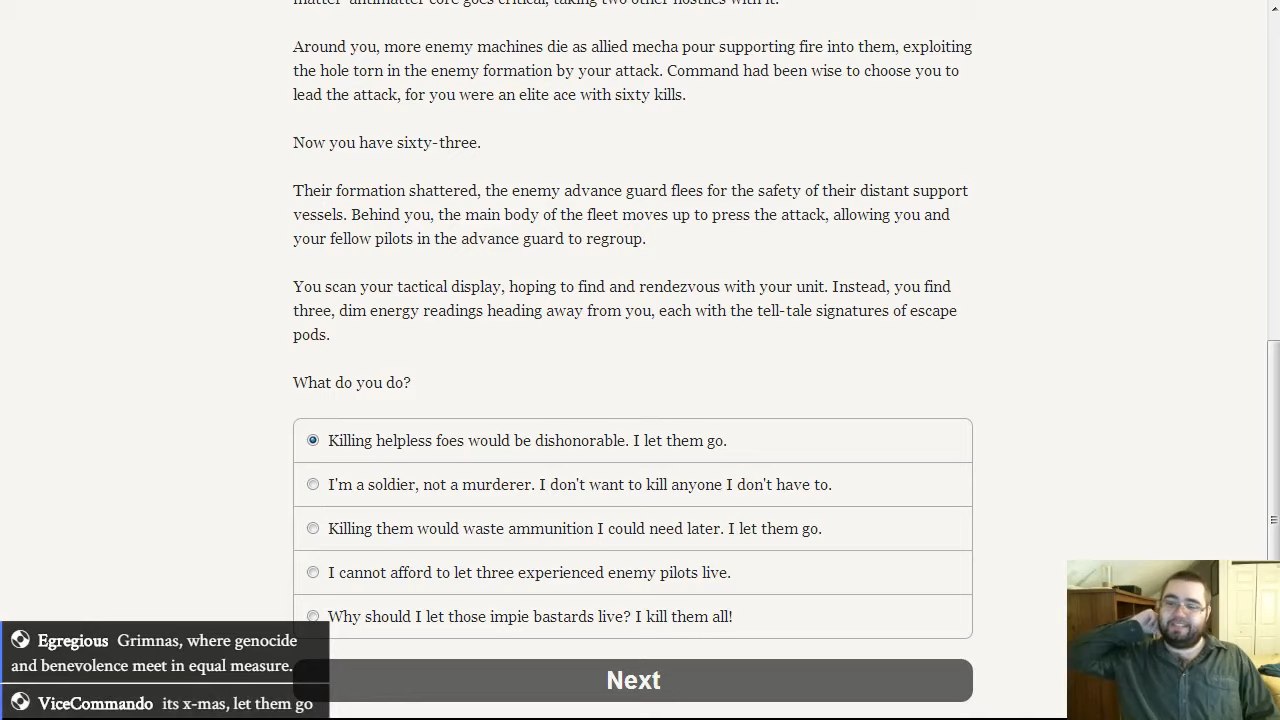 matter-antimatter core goes critical, taking two other hostiles with it.
Around you, more enemy machines die as allied mecha pour supporting fire into them, exploiting
the hole torn in the enemy formation by your attack. Command had been wise to choose you to
lead the attack, for you were an elite ace with sixty kills.
Now you have sixty-three.
Their formation shattered, the enemy advance guard flees for the safety of their distant support
vessels. Behind you, the main body of the fleet moves up to press the attack, allowing you and
your fellow pilots in the advance guard to regroup.
You scan your tactical display, hoping to find and rendezvous with your unit. Instead, you find
three, dim energy readings heading away from you, each with the tell-tale signatures of escape
pods.
What do you do?
Killing helpless foes would be dishonorable. I let them go.
I'm a soldier, not a murderer. I don't want to kill anyone I don't have to.
Killing them would waste ammunition I could need later. I let them go.
I cannot afford to let three experienced enemy pilots live.
Why should I let those impie bastards live? I kill them all!
Egregious Grimnas, where genocide
and benevolence meet in equal measure.
ViceCommando its x-mas, let them go
Next